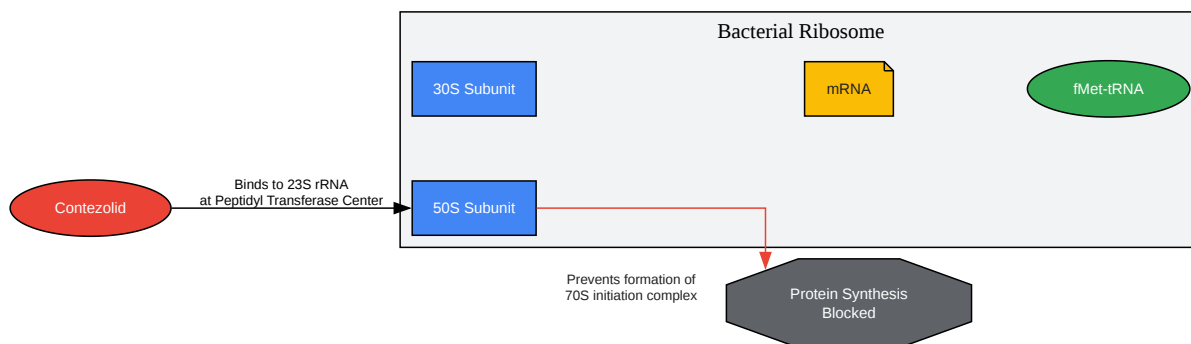 Bacterial Ribosome
30S Subunit
mRNA
fMet-tRNA
Binds to 23S rRNA
at Peptidyl Transferase Center
Contezolid
50S Subunit
Prevents formation of
70S initiation complex
Protein Synthesis
Blocked